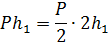 Ph₁ = P/2 · 2h₁